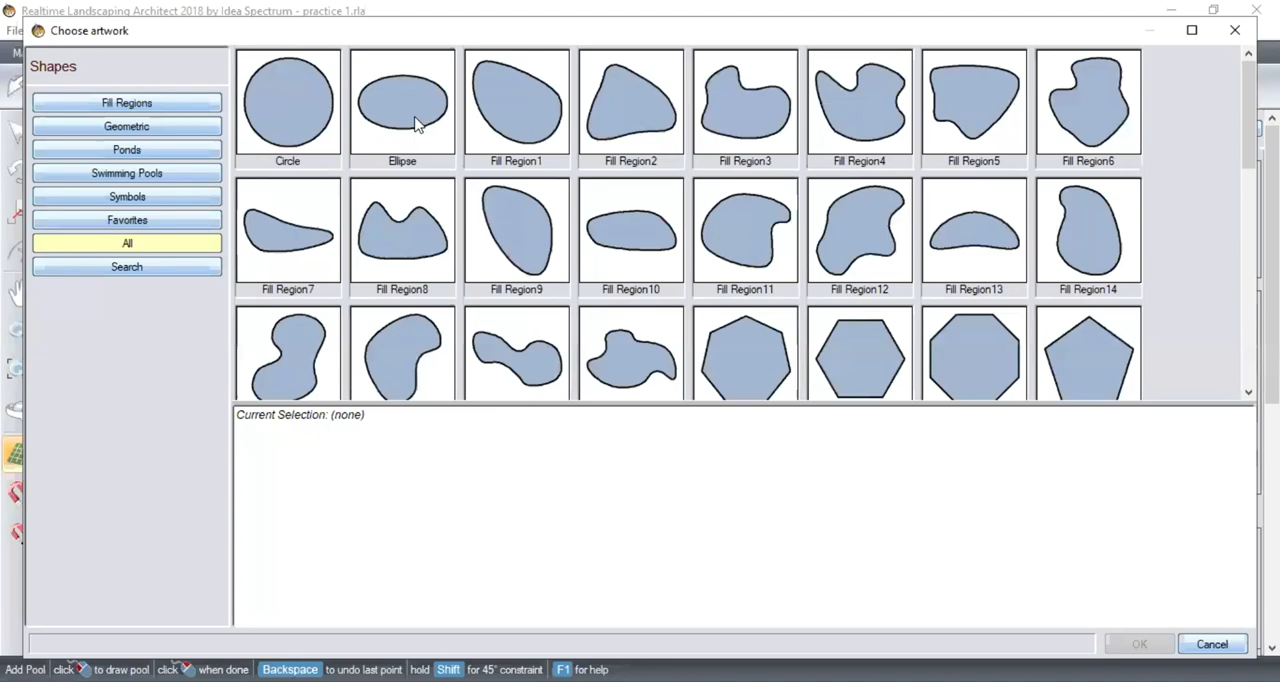 Realtime Landscaping Architect 2018 by Idea Spectrum - practice 1.rla
File
Choose artwork
Shapes
Fill Regions
Geometric
Ponds
Swimming Pools
Symbols
Favorites
All
Search
Circle Ellipse Fill Region1 Fill Region2 Fill Region3 Fill Region4 Fill Region5 Fill Region6
Fill Region7 Fill Region8 Fill Region9 Fill Region10 Fill Region11 Fill Region12 Fill Region13 Fill Region14
Current Selection: (none)
OK Cancel
Add Pool click to draw pool click when done Backspace to undo last point hold Shift for 45° constraint F1 for help